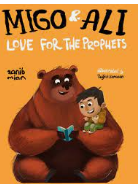 MIGO & ALI
LOVE FOR THE PROPHETS
zanib
mian